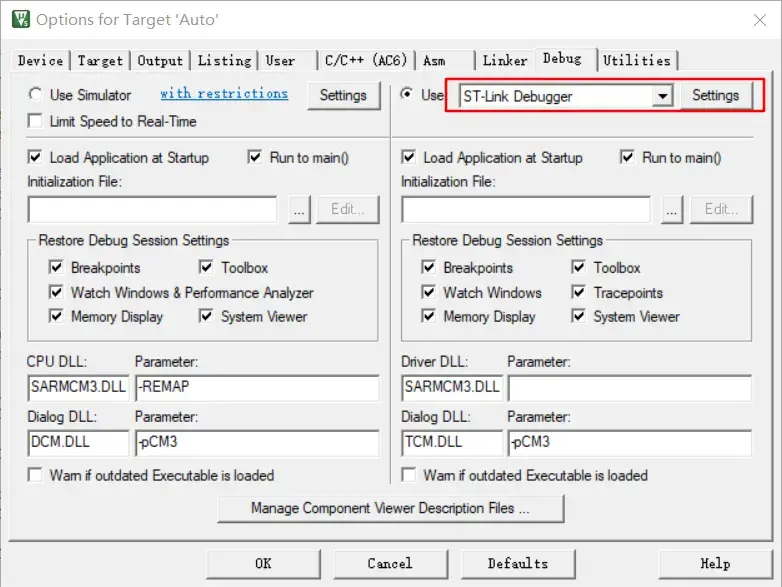 Options for Target 'Auto'
Device Target Output Listing User C/C++ (AC6) Asm Linker Debug Utilities
Use Simulator with restrictions Settings
Use: ST-Link Debugger Settings
Limit Speed to Real-Time
Load Application at Startup Run to main()
Load Application at Startup Run to main()
Initialization File:
Initialization File:
... Edit...
... Edit...
Restore Debug Session Settings
Breakpoints Toolbox
Watch Windows & Performance Analyzer
Memory Display System Viewer
Restore Debug Session Settings
Breakpoints Toolbox
Watch Windows Tracepoints
Memory Display System Viewer
CPU DLL: Parameter:
SARMCM3.DLL -REMAP
Dialog DLL: Parameter:
DCM.DLL -pCM3
Warn if outdated Executable is loaded
Driver DLL: Parameter:
SARMCM3.DLL
Dialog DLL: Parameter:
TCM.DLL -pCM3
Warn if outdated Executable is loaded
Manage Component Viewer Description Files ...
OK Cancel Defaults Help